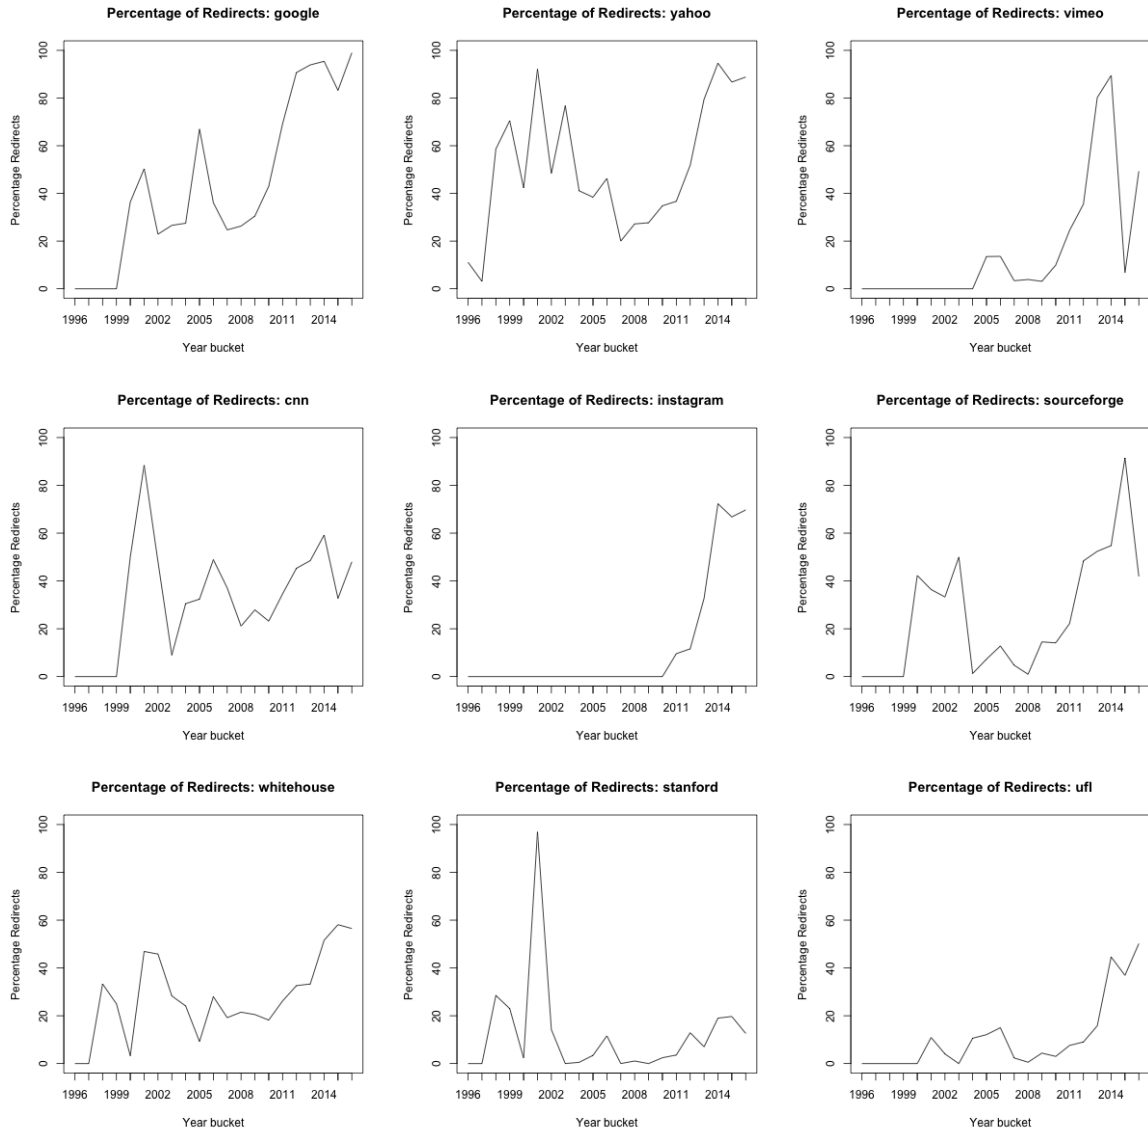 Percentage of Redirects: google
Percentage Redirects
100
80
60
40
20
0
1996 1999 2002 2005 2008 2011 2014
Year bucket
Percentage of Redirects: yahoo
Percentage Redirects
100
80
60
40
20
0
1996 1999 2002 2005 2008 2011 2014
Year bucket
Percentage of Redirects: vimeo
Percentage Redirects
100
80
60
40
20
0
1996 1999 2002 2005 2008 2011 2014
Year bucket
Percentage of Redirects: cnn
Percentage Redirects
100
80
60
40
20
0
1996 1999 2002 2005 2008 2011 2014
Year bucket
Percentage of Redirects: instagram
Percentage Redirects
100
80
60
40
20
0
1996 1999 2002 2005 2008 2011 2014
Year bucket
Percentage of Redirects: sourceforge
Percentage Redirects
100
80
60
40
20
0
1996 1999 2002 2005 2008 2011 2014
Year bucket
Percentage of Redirects: whitehouse
Percentage Redirects
100
80
60
40
20
0
1996 1999 2002 2005 2008 2011 2014
Year bucket
Percentage of Redirects: stanford
Percentage Redirects
100
80
60
40
20
0
1996 1999 2002 2005 2008 2011 2014
Year bucket
Percentage of Redirects: ufl
Percentage Redirects
100
80
60
40
20
0
1996 1999 2002 2005 2008 2011 2014
Year bucket